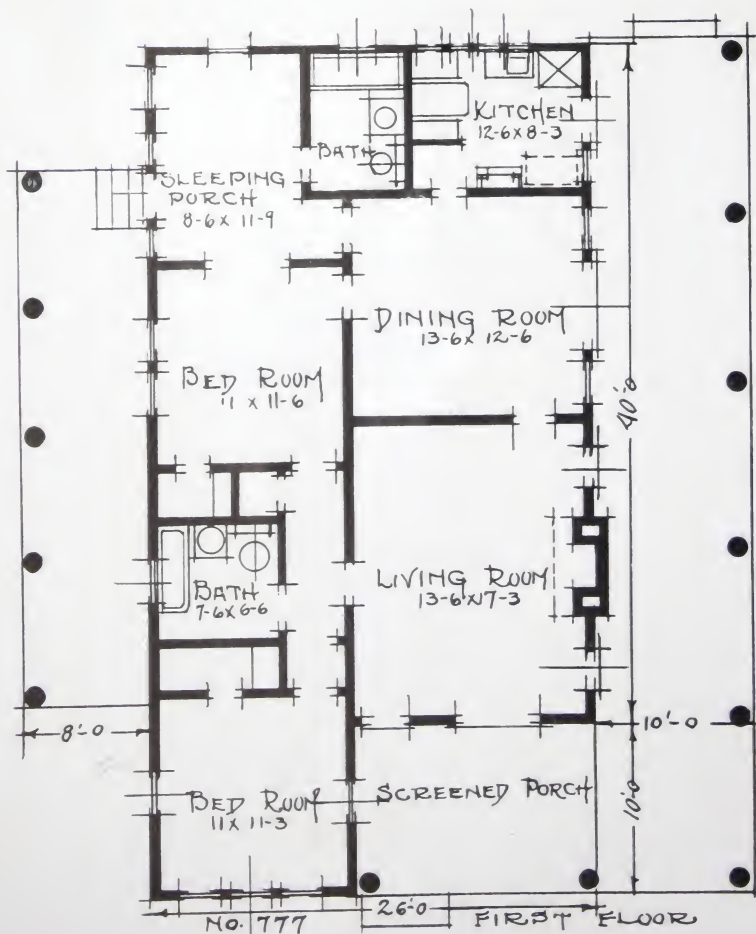 KITCHEN
12-6 x 8-3
BATH
SLEEPING
PORCH
8-6 x 11-9
DINING ROOM
13-6 x 12-6
BED ROOM
11 x 11-6
40'-0
LIVING ROOM
13-6 x 17-3
BATH
7-6 x 6-6
8'-0
10'-0
BED ROOM
11 x 11-3
SCREENED PORCH
10'-0
26'-0
NO. 777
FIRST FLOOR